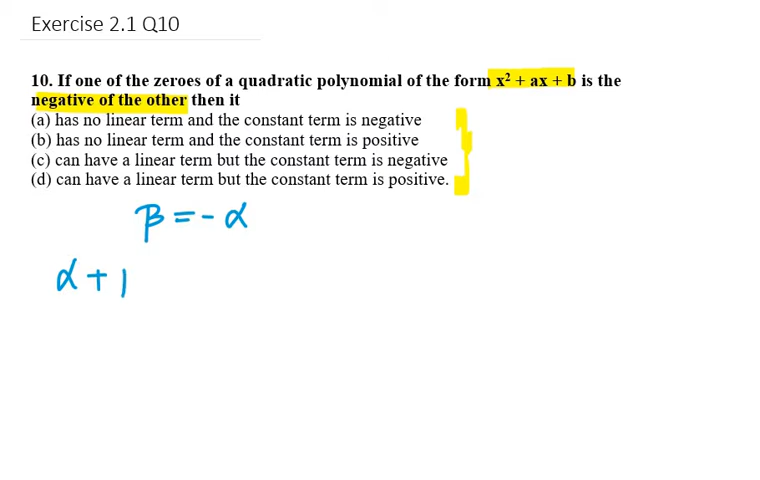 Exercise 2.1 Q10
10. If one of the zeroes of a quadratic polynomial of the form x² + ax + b is the
negative of the other then it
(a) has no linear term and the constant term is negative
(b) has no linear term and the constant term is positive
(c) can have a linear term but the constant term is negative
(d) can have a linear term but the constant term is positive.
β = - α
α + |